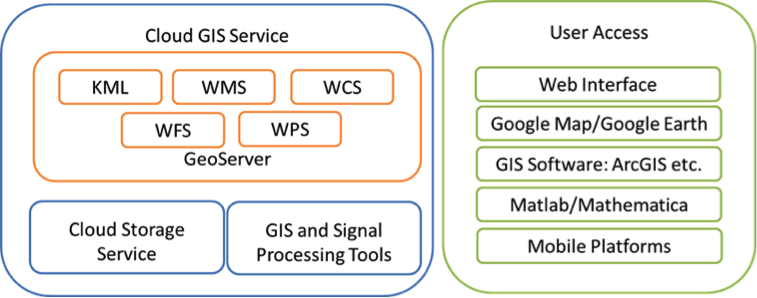 Cloud GIS Service
KML
WMS
WCS
WFS
WPS
GeoServer
Cloud Storage
Service
GIS and Signal
Processing Tools
User Access
Web Interface
Google Map/Google Earth
GIS Software: ArcGIS etc.
Matlab/Mathematica
Mobile Platforms